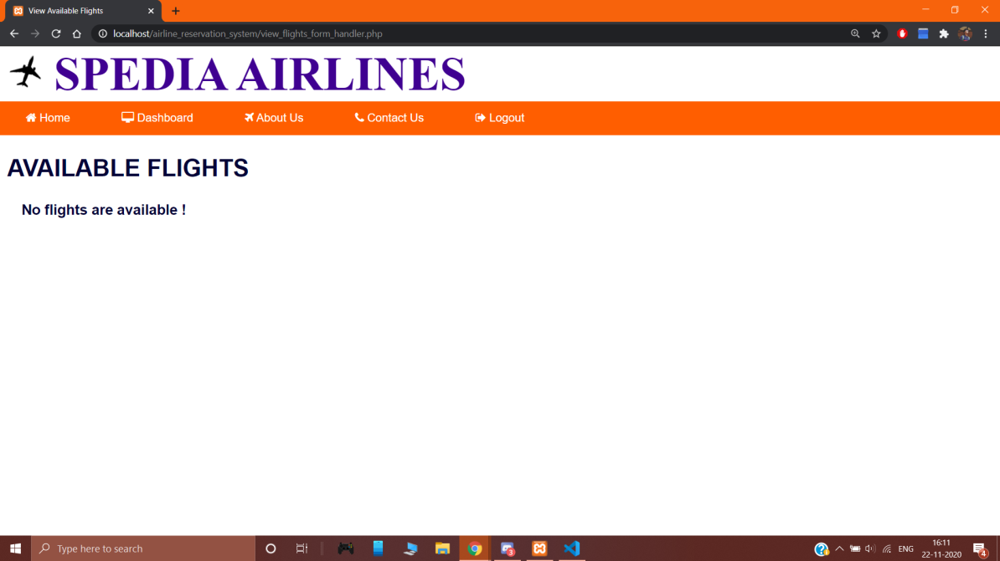 View Available Flights
localhost/airline_reservation_system/view_flights_form_handler.php
SPEDIA AIRLINES
Home Dashboard About Us Contact Us Logout
AVAILABLE FLIGHTS
No flights are available !
Type here to search
3
ENG
16:11
22-11-2020
4